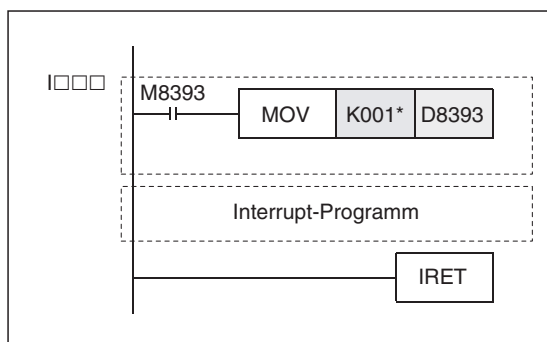 I□□□
M8393
MOV K001* D8393
Interrupt-Programm
IRET